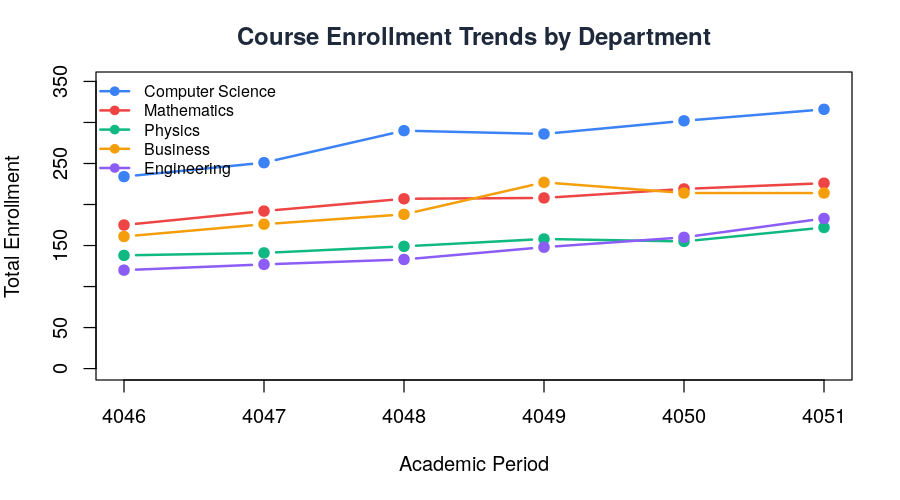 Course Enrollment Trends by Department
Computer Science
Mathematics
Physics
Business
Engineering
Total Enrollment
350
250
150
50
0
4046 4047 4048 4049 4050 4051
Academic Period